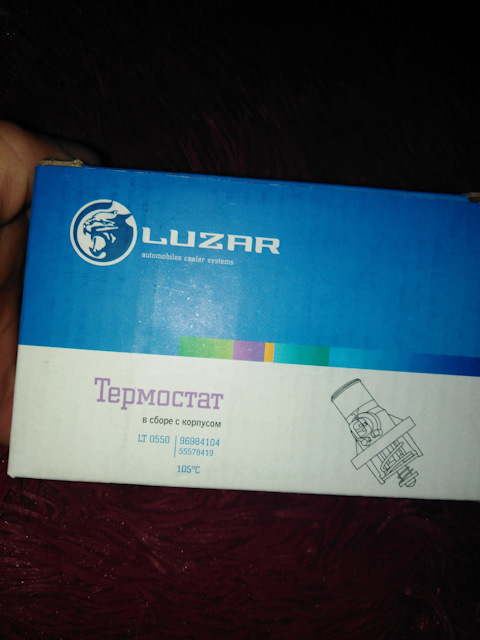 LUZAR
automobiles cooler systems
Термостат
в сборе с корпусом
LT 0550 96984104
55578419
105°C